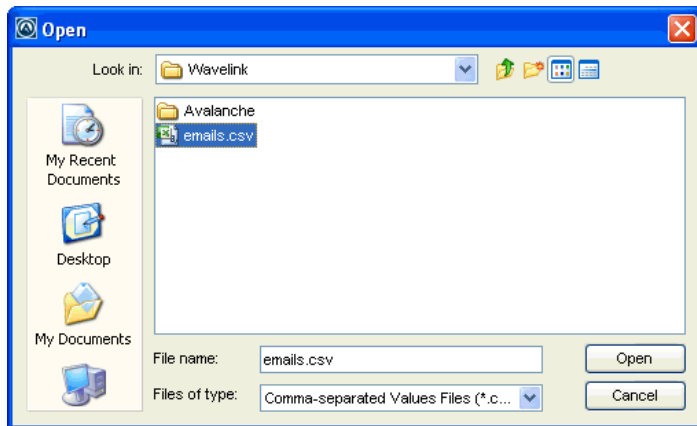 Open
Look in: Wavelink
Avalanche
emails.csv
My Recent
Documents
Desktop
My Documents
File name: emails.csv Open
Files of type: Comma-separated Values Files (*.c... Cancel